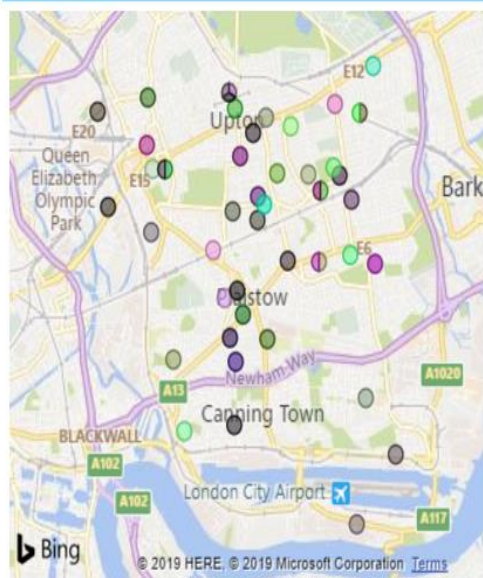 E12
E20
Upton
Queen
Elizabeth
Olympic
Park
E15
Bark
E6
Plaistow
Newham Way
A13
A1020
Canning Town
BLACKWALL
A102
London City Airport
A102
A117
Bing
© 2019 HERE, © 2019 Microsoft Corporation Terms